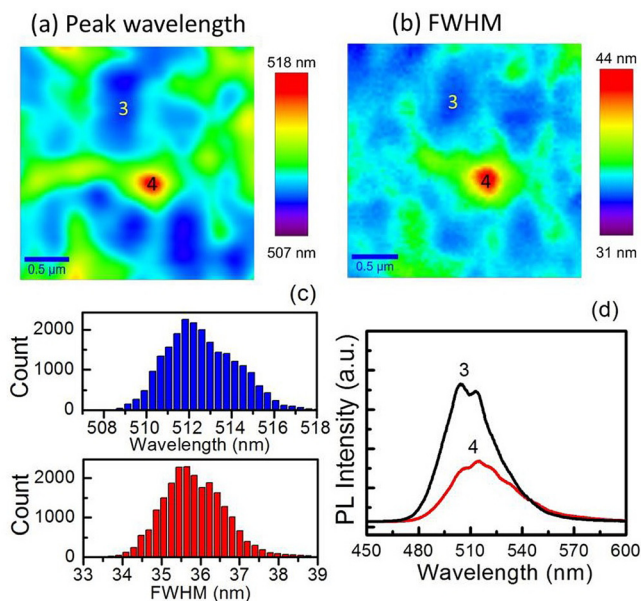 (a) Peak wavelength
518 nm
3
4
0.5 μm
507 nm
(b) FWHM
44 nm
3
4
0.5 μm
31 nm
(c)
Count
2000
1000
0
508 510 512 514 516 518
Wavelength (nm)
Count
2000
1000
0
33 34 35 36 37 38 39
FWHM (nm)
(d)
PL Intensity (a.u.)
3
4
450 480 510 540 570 600
Wavelength (nm)